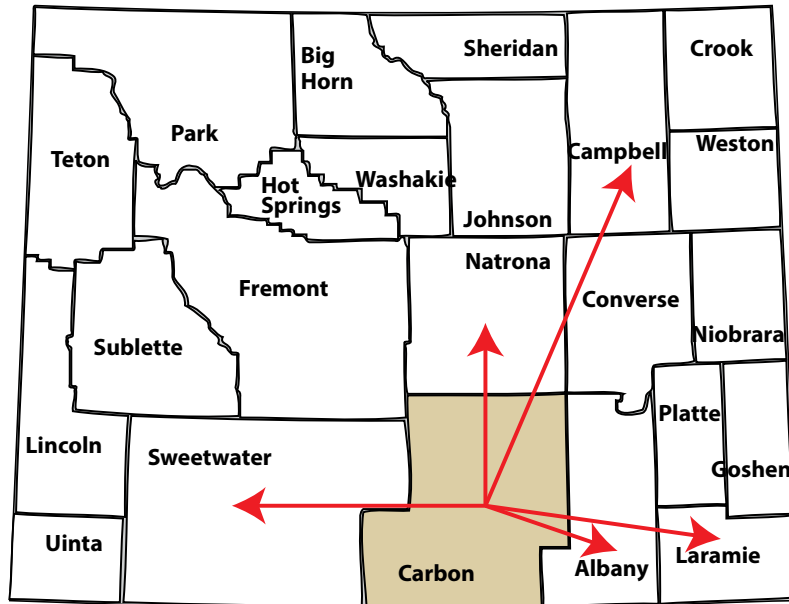 Sheridan
Crook
Big
Horn
Park
Teton
Campbell
Weston
Washakie
Hot
Springs
Johnson
Natrona
Fremont
Converse
Niobrara
Sublette
Platte
Lincoln
Sweetwater
Goshen
Uinta
Carbon
Albany
Laramie